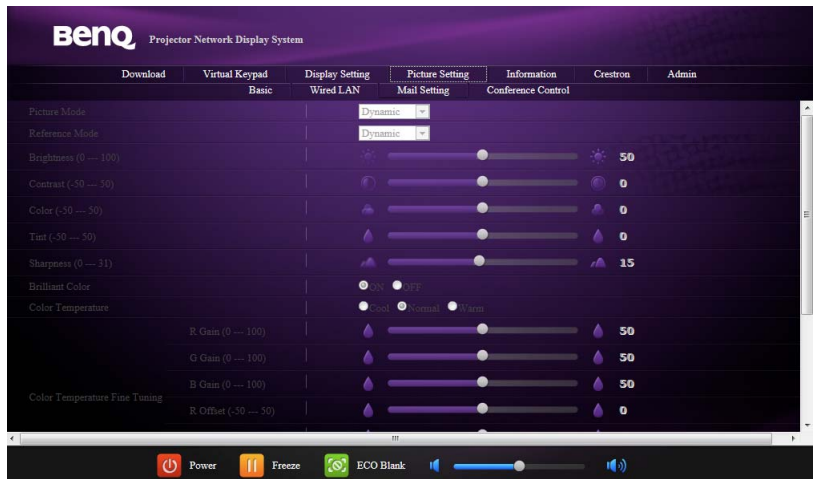 BenQ Projector Network Display System
Download Virtual Keypad Display Setting Picture Setting Information Crestron Admin
Basic Wired LAN Mail Setting Conference Control
Picture Mode Dynamic
Reference Mode Dynamic
Brightness (0 --- 100) 50
Contrast (-50 --- 50) 0
Color (-50 --- 50) 0
Tint (-50 --- 50) 0
Sharpness (0 --- 31) 15
Brilliant Color ON OFF
Color Temperature Cool Normal Warm
R Gain (0 --- 100) 50
G Gain (0 --- 100) 50
B Gain (0 --- 100) 50
Color Temperature Fine Tuning
R Offset (-50 --- 50) 0
Power Freeze ECO Blank